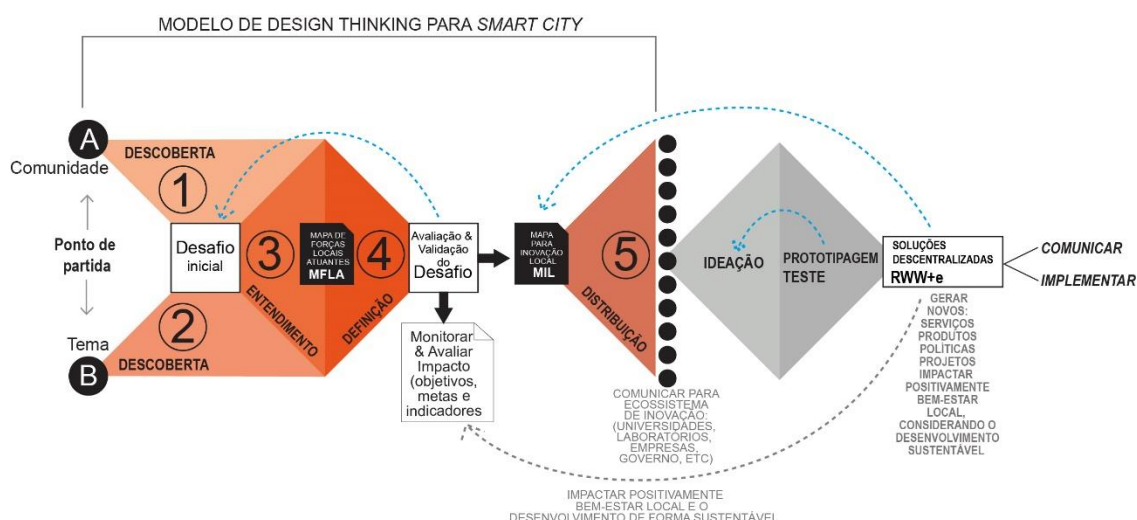 MODELO DE DESIGN THINKING PARA SMART CITY
A
Comunidade
Ponto de
partida
Tema
B
DESCOBERTA
1
2
DESCOBERTA
Desafio
inicial
3
ENTENDIMENTO
MAPA DE
FORÇAS
LOCAIS
ATUANTES
MFLA
4
DEFINIÇÃO
Avaliação &
Validação
do
Desafio
Monitorar
& Avaliar
Impacto
(objetivos,
metas e
indicadores
MAPA
PARA
INOVAÇÃO
LOCAL
MIL
5
DISTRIBUIÇÃO
COMUNICAR PARA
ECOSSISTEMA
DE INOVAÇÃO:
(UNIVERSIDADES,
LABORATÓRIOS,
EMPRESAS,
GOVERNO, ETC)
IDEAÇÃO
PROTOTIPAGEM
TESTE
SOLUÇÕES
DESCENTRALIZADAS
RWW+e
COMUNICAR
IMPLEMENTAR
GERAR
NOVOS:
SERVIÇOS
PRODUTOS
POLÍTICAS
PROJETOS
IMPACTAR
POSITIVAMENTE
BEM-ESTAR
LOCAL,
CONSIDERANDO O
DESENVOLVIMENTO
SUSTENTÁVEL
IMPACTAR POSITIVAMENTE
BEM-ESTAR LOCAL E O
DESENVOLVIMENTO DE FORMA SUSTENTÁVEL